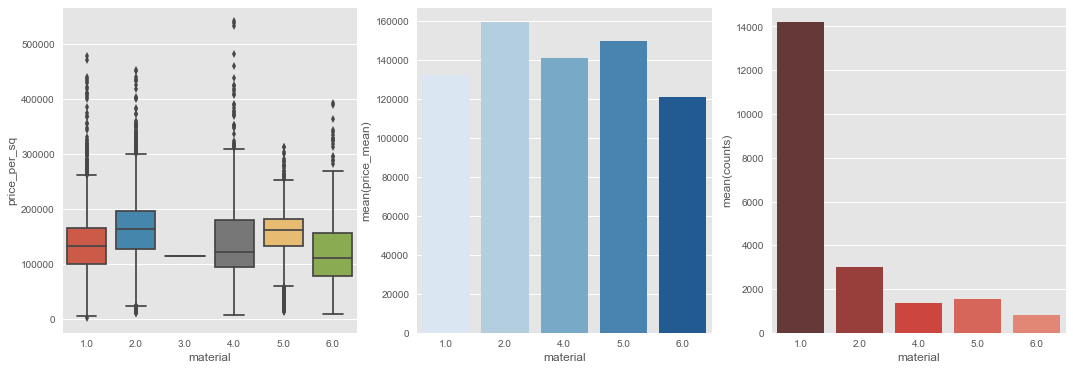 price_per_sq
500000
400000
300000
200000
100000
0
1.0 2.0 3.0 4.0 5.0 6.0
material
mean(price_mean)
160000
140000
120000
100000
80000
60000
40000
20000
0
1.0 2.0 4.0 5.0 6.0
material
mean(counts)
14000
12000
10000
8000
6000
4000
2000
0
1.0 2.0 4.0 5.0 6.0
material